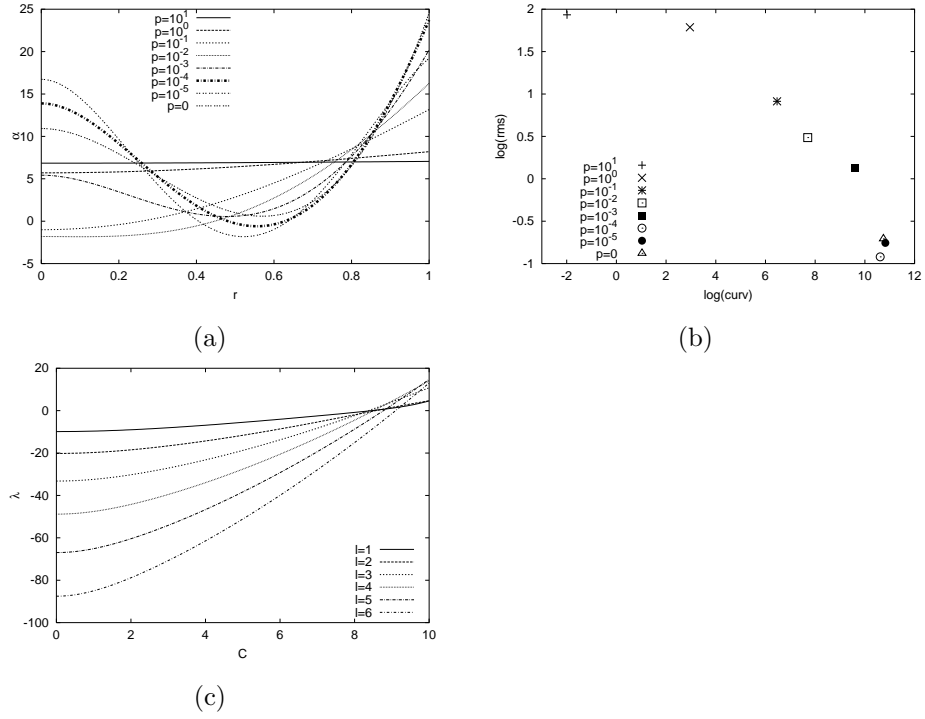 25
20
15
10
5
0
-5
α
0 0.2 0.4 0.6 0.8 1
r
p=10^1
p=10^0
p=10^-1
p=10^-2
p=10^-3
p=10^-4
p=10^-5
p=0
(a)
2
1.5
1
0.5
0
-0.5
-1
log(rms)
-2 0 2 4 6 8 10 12
log(curv)
p=10^1
p=10^0
p=10^-1
p=10^-2
p=10^-3
p=10^-4
p=10^-5
p=0
(b)
20
0
-20
-40
-60
-80
-100
λ
0 2 4 6 8 10
C
l=1
l=2
l=3
l=4
l=5
l=6
(c)